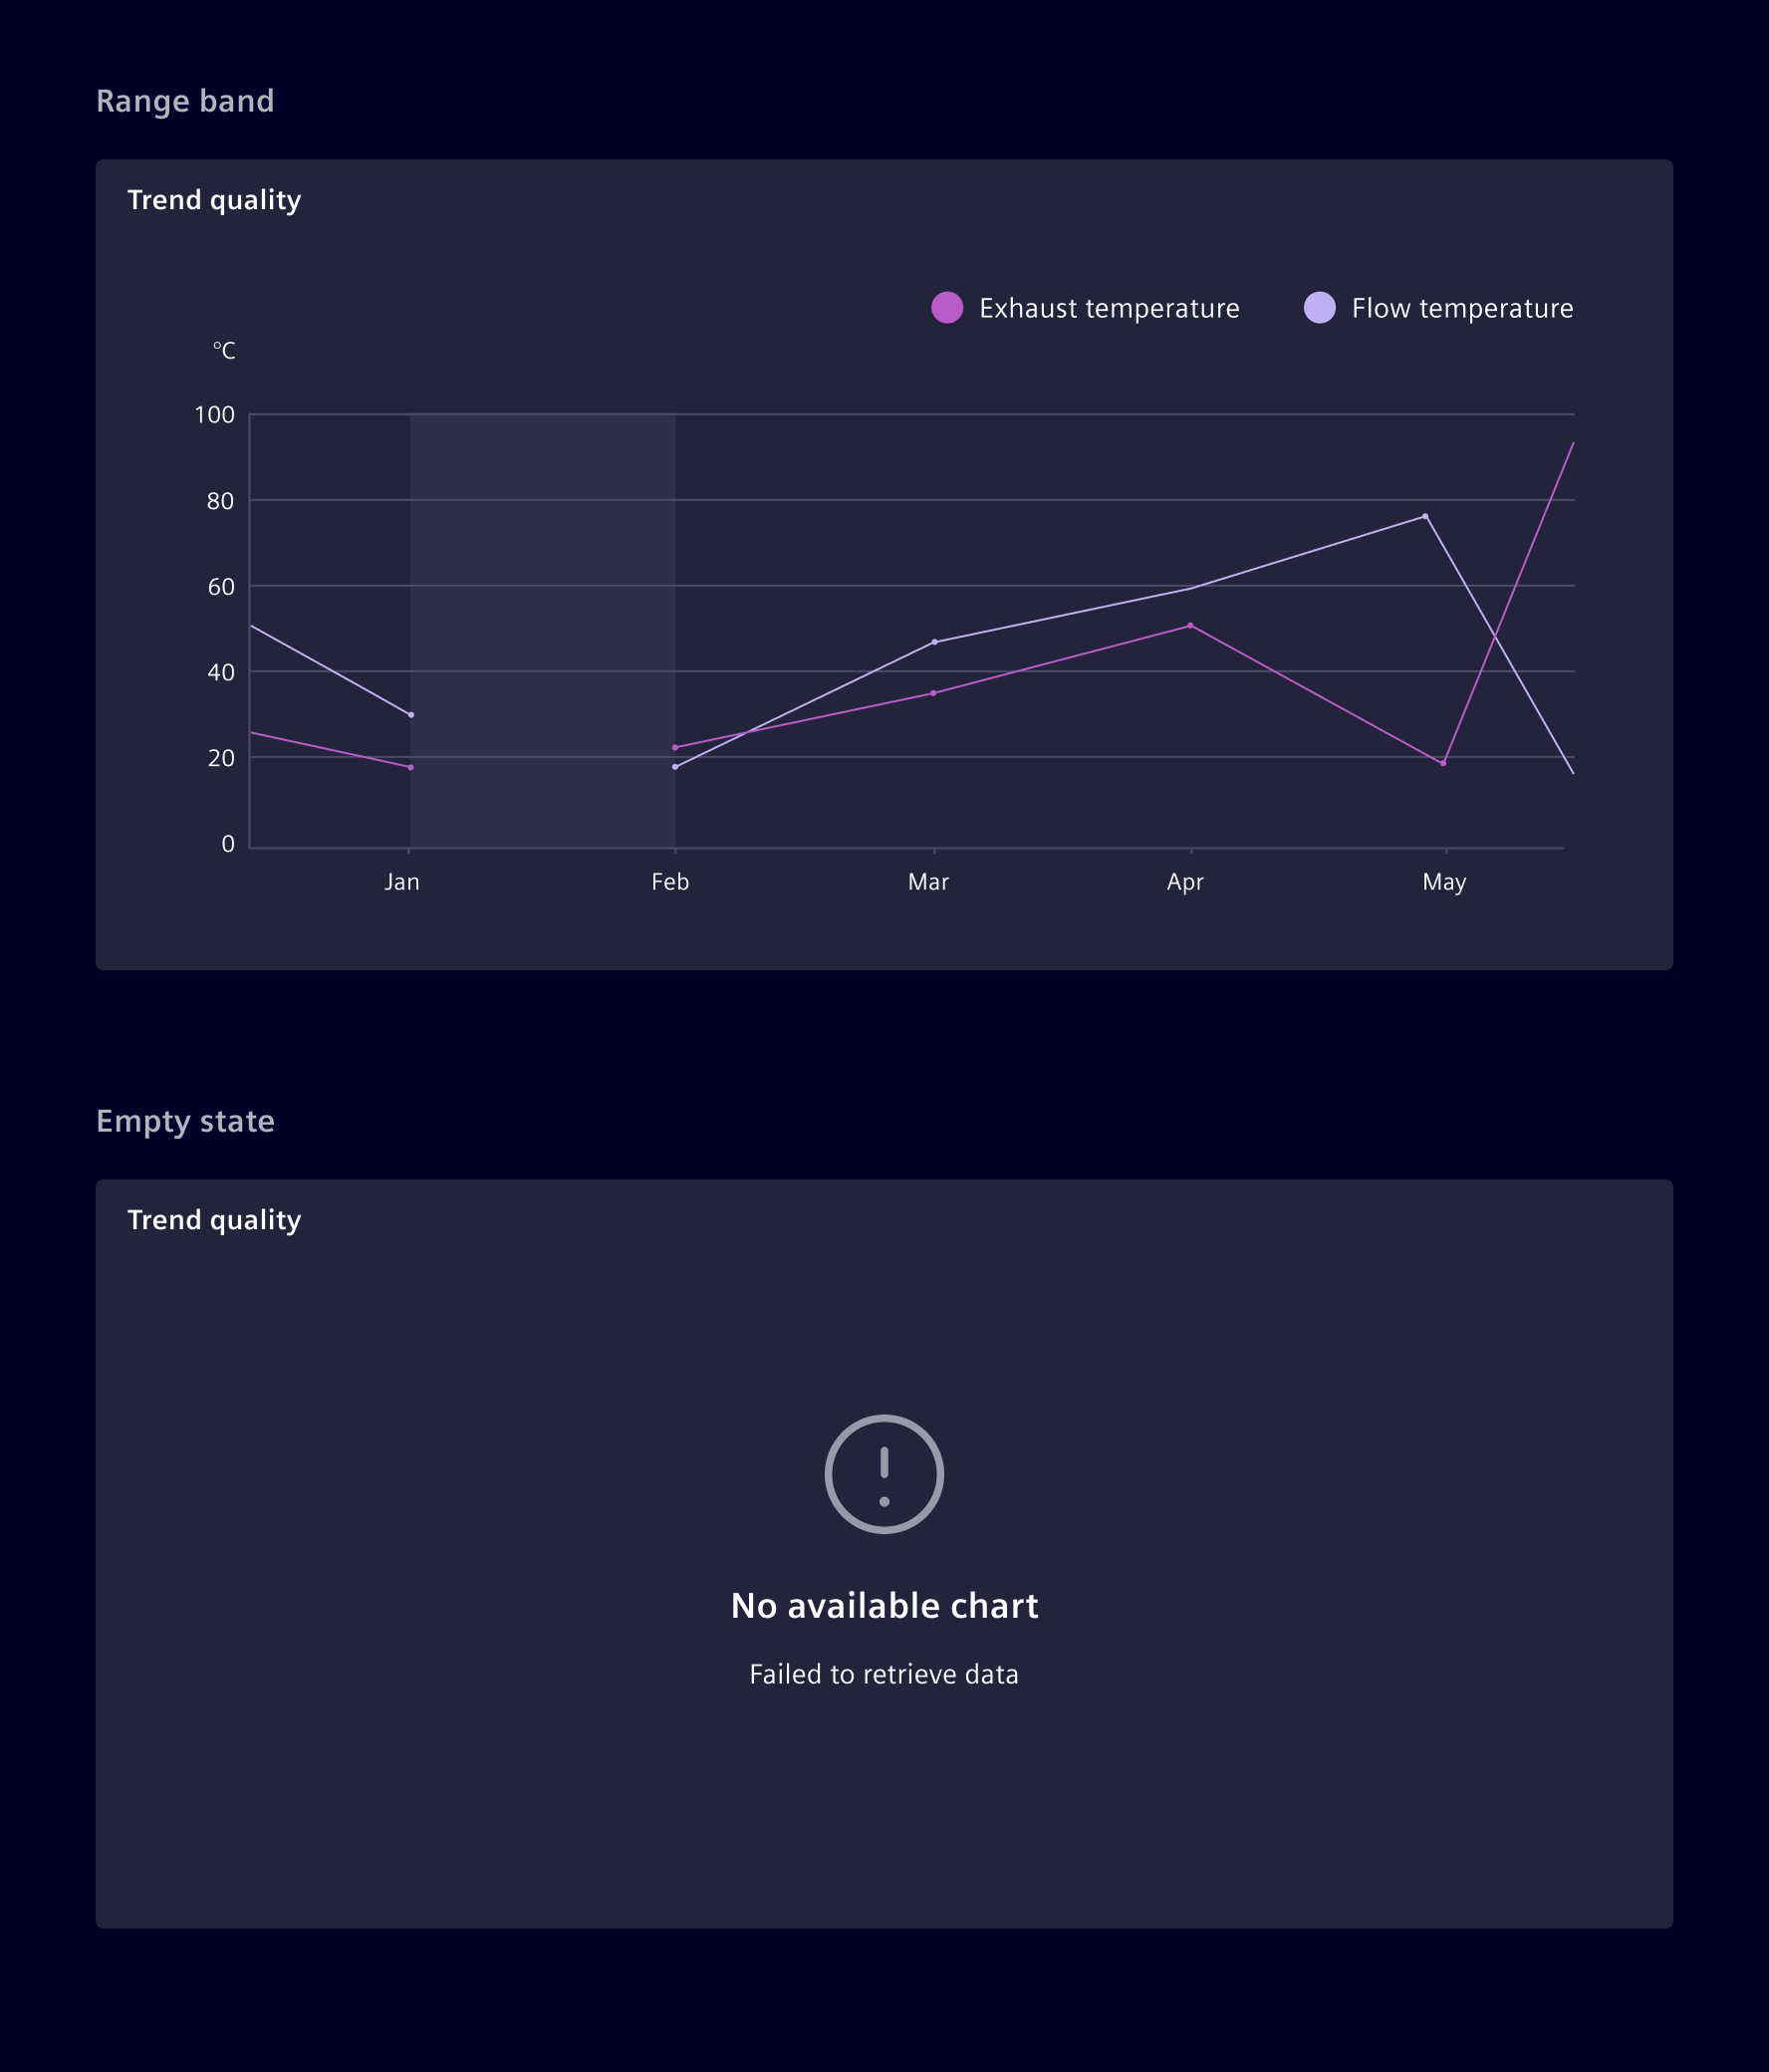 Range band
Trend quality
Exhaust temperature
Flow temperature
°C
100
80
60
40
20
0
Jan
Feb
Mar
Apr
May
Empty state
Trend quality
No available chart
Failed to retrieve data